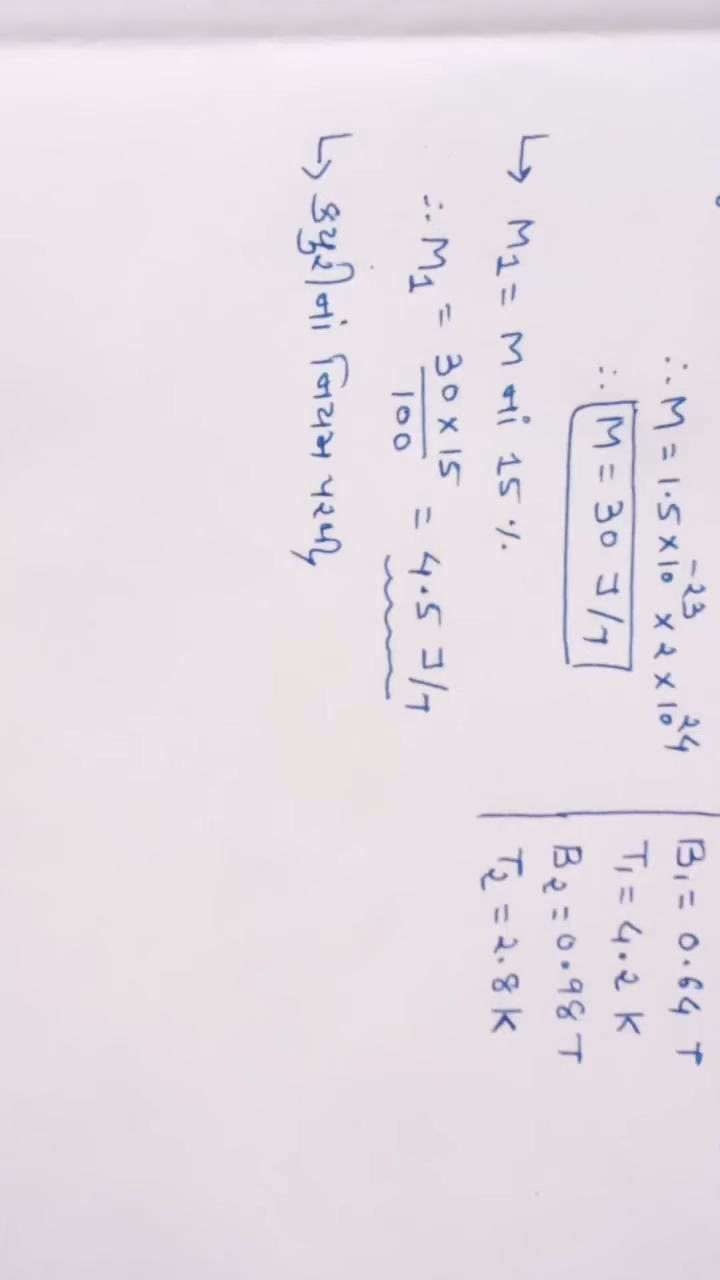 ∴ M = 1.5 × 10⁻²³ × 2 × 10²⁴
∴ M = 30 J/T
↳ M₁ = M નાં 15 %
∴ M₁ = 30 × 15 / 100 = 4.5 J/T
↳ ક્યુરીનાં નિયમ પરથી
B₁ = 0.64 T
T₁ = 4.2 K
B₂ = 0.98 T
T₂ = 2.8 K